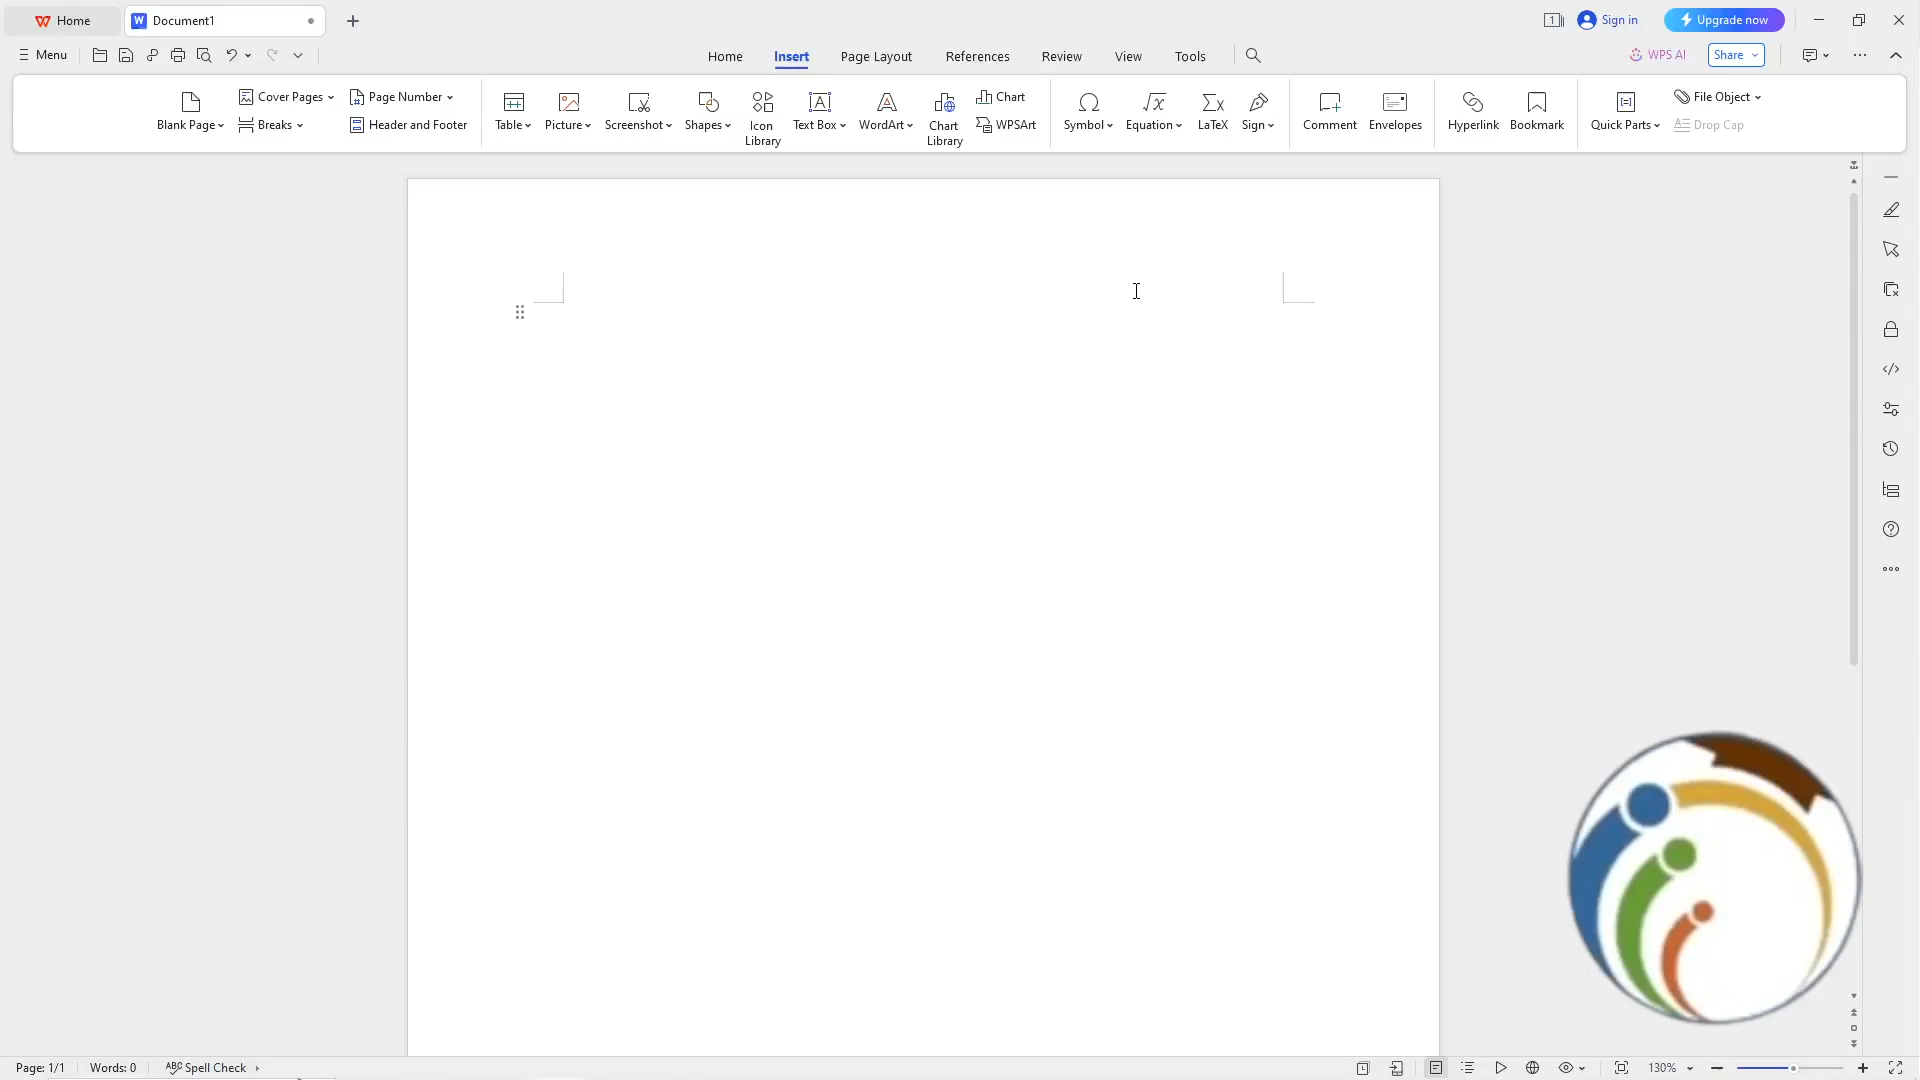 Home
W Document1
1
Sign in
Upgrade now
Menu
Home
Insert
Page Layout
References
Review
View
Tools
WPS AI
Share
Blank Page
Cover Pages
Breaks
Page Number
Header and Footer
Table
Picture
Screenshot
Shapes
Icon
Library
Text Box
WordArt
Chart
Library
Chart
WPSArt
Symbol
Equation
LaTeX
Sign
Comment
Envelopes
Hyperlink
Bookmark
Quick Parts
File Object
Drop Cap
Page: 1/1
Words: 0
ABC Spell Check
130%